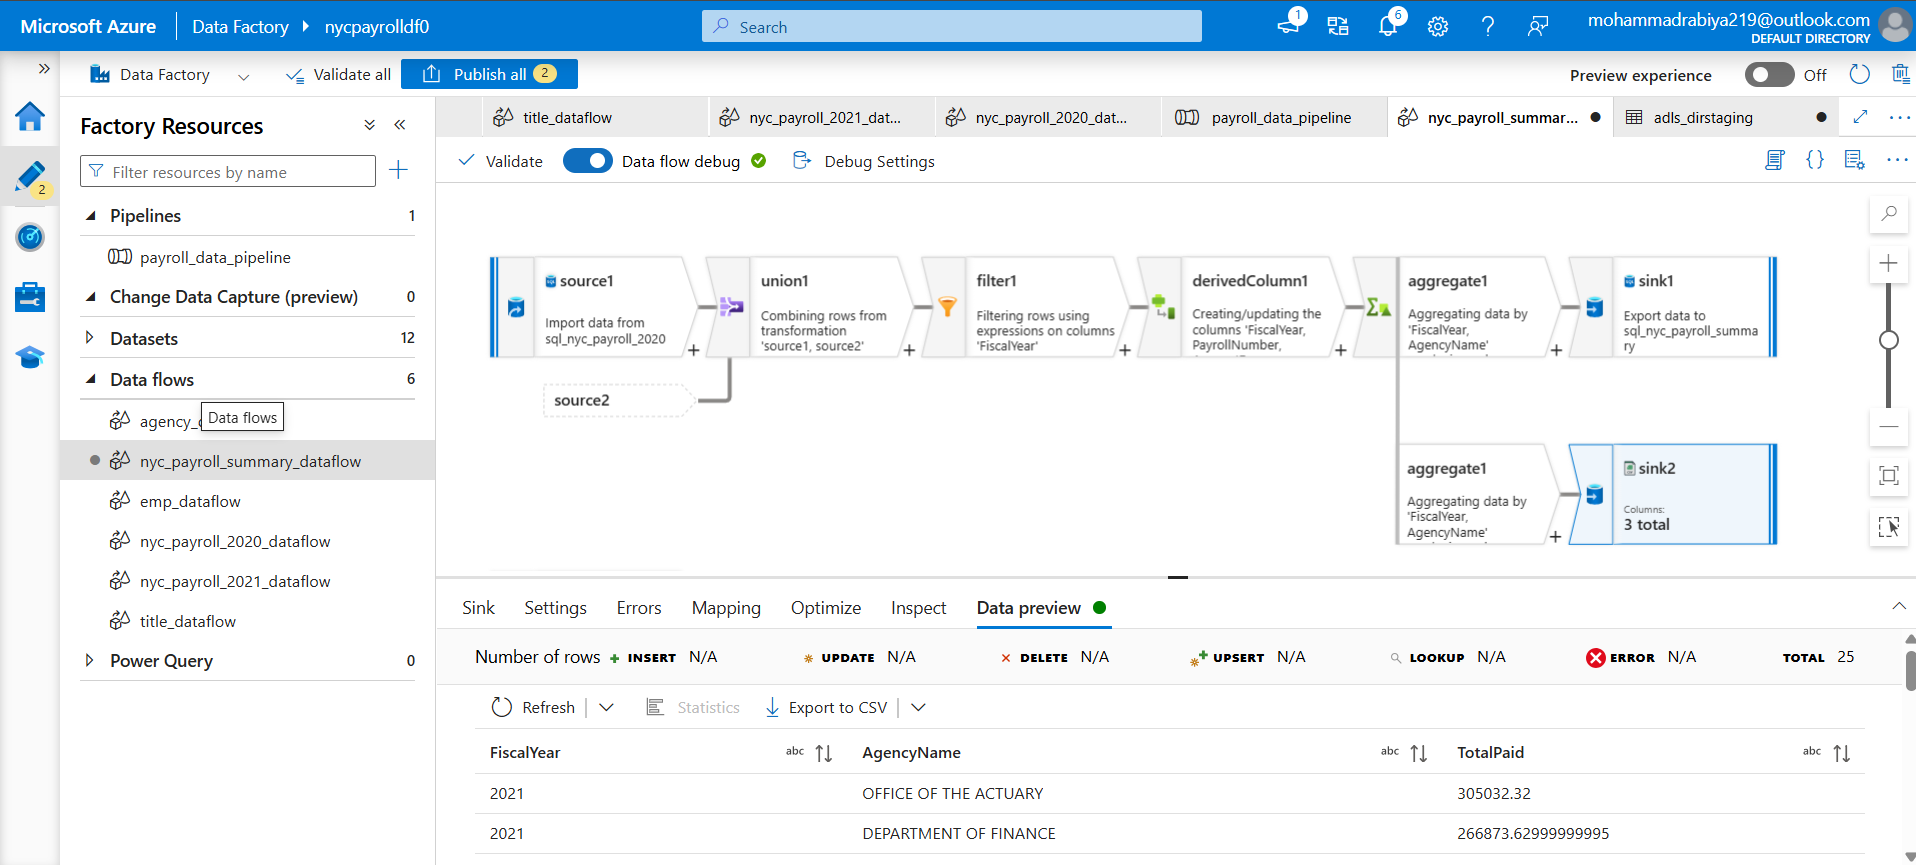 Microsoft Azure
Data Factory
nycpayrolldf0
Search
1
6
mohammadrabiya219@outlook.com
DEFAULT DIRECTORY
Data Factory
Validate all
Publish all 2
Preview experience
Off
2
Factory Resources
Filter resources by name
Pipelines 1
payroll_data_pipeline
Change Data Capture (preview) 0
Datasets 12
Data flows 6
agency_
Data flows
nyc_payroll_summary_dataflow
emp_dataflow
nyc_payroll_2020_dataflow
nyc_payroll_2021_dataflow
title_dataflow
Power Query 0
title_dataflow
nyc_payroll_2021_dat...
nyc_payroll_2020_dat...
payroll_data_pipeline
nyc_payroll_summar...
adls_dirstaging
Validate
Data flow debug
Debug Settings
source1
Import data from
sql_nyc_payroll_2020
union1
Combining rows from
transformation
'source1, source2'
filter1
Filtering rows using
expressions on columns
'FiscalYear'
derivedColumn1
Creating/updating the
columns 'FiscalYear,
PayrollNumber,
aggregate1
Aggregating data by
'FiscalYear,
AgencyName'
sink1
Export data to
sql_nyc_payroll_summa
ry
source2
aggregate1
Aggregating data by
'FiscalYear,
AgencyName'
sink2
Columns:
3 total
Sink
Settings
Errors
Mapping
Optimize
Inspect
Data preview
Number of rows
INSERT N/A
UPDATE N/A
DELETE N/A
UPSERT N/A
LOOKUP N/A
ERROR N/A
TOTAL 25
Refresh
Statistics
Export to CSV
FiscalYear abc
AgencyName abc
TotalPaid abc
2021 OFFICE OF THE ACTUARY 305032.32
2021 DEPARTMENT OF FINANCE 266873.62999999995